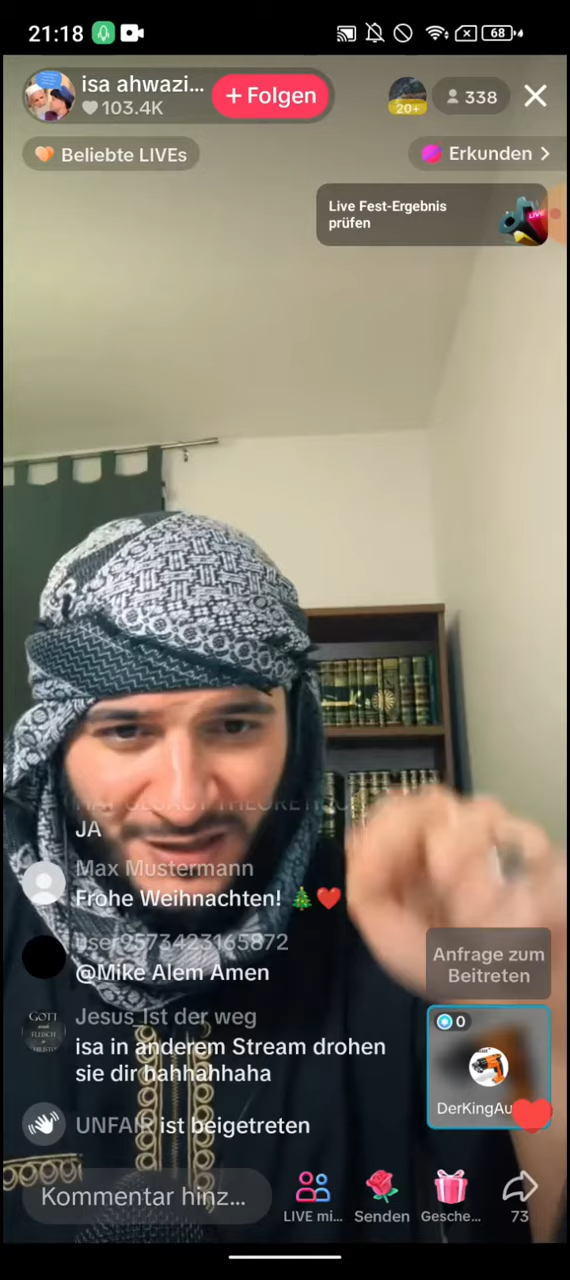 21:18
68
isa ahwazi...
103.4K
+ Folgen
20+
338
Beliebte LIVEs
Erkunden
Live Fest-Ergebnis
prüfen
LIVE
JA
Max Mustermann
Frohe Weihnachten! 🎄❤️
user9573423165872
@Mike Alem Amen
Jesus_Ist der weg
isa in anderem Stream drohen
sie dir hahhahhaha
UNFAIR ist beigetreten
Anfrage zum
Beitreten
0
DerKingAu
Kommentar hinz...
LIVE mi...
Senden
Gesche...
73